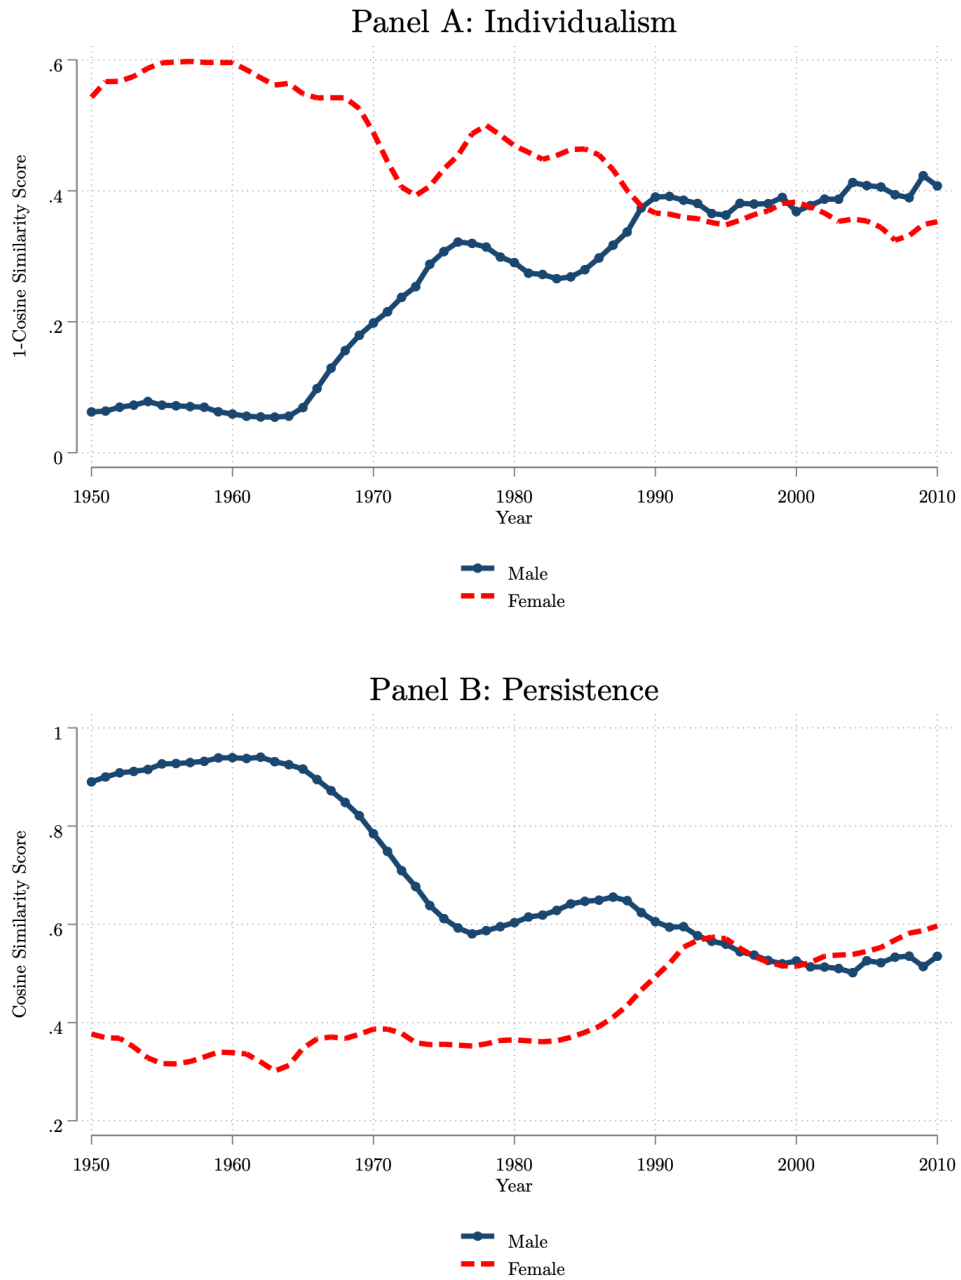 Panel A: Individualism
1-Cosine Similarity Score
.6
.4
.2
0
1950 1960 1970 1980 1990 2000 2010
Year
Male
Female
Panel B: Persistence
Cosine Similarity Score
1
.8
.6
.4
.2
1950 1960 1970 1980 1990 2000 2010
Year
Male
Female